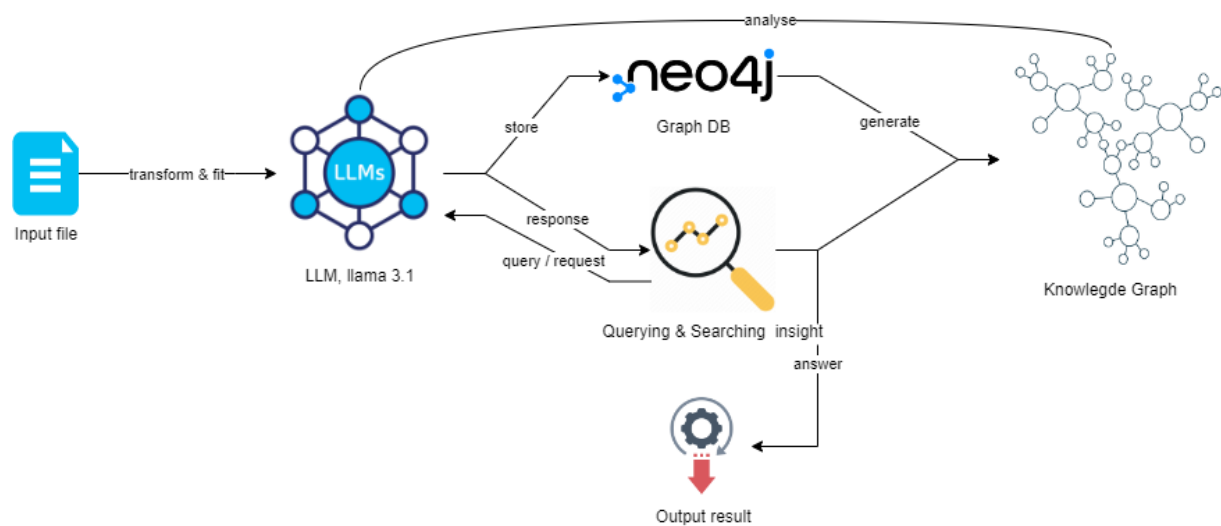 analyse
neo4j
Graph DB
store
generate
LLMs
transform & fit
Input file
response
query / request
LLM, llama 3.1
Knowlegde Graph
Querying & Searching insight
answer
Output result